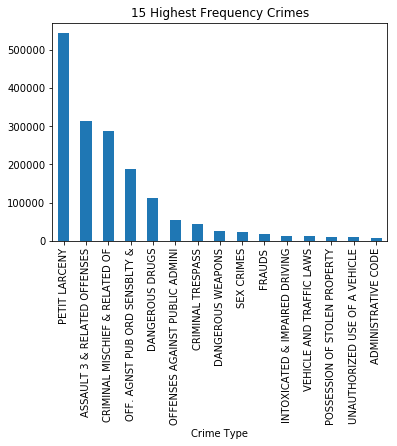 15 Highest Frequency Crimes
500000
400000
300000
200000
100000
0
PETIT LARCENY
ASSAULT 3 & RELATED OFFENSES
CRIMINAL MISCHIEF & RELATED OF
OFF. AGNST PUB ORD SENSBLTY &
DANGEROUS DRUGS
OFFENSES AGAINST PUBLIC ADMINI
CRIMINAL TRESPASS
DANGEROUS WEAPONS
SEX CRIMES
FRAUDS
INTOXICATED & IMPAIRED DRIVING
VEHICLE AND TRAFFIC LAWS
POSSESSION OF STOLEN PROPERTY
UNAUTHORIZED USE OF A VEHICLE
ADMINISTRATIVE CODE
Crime Type